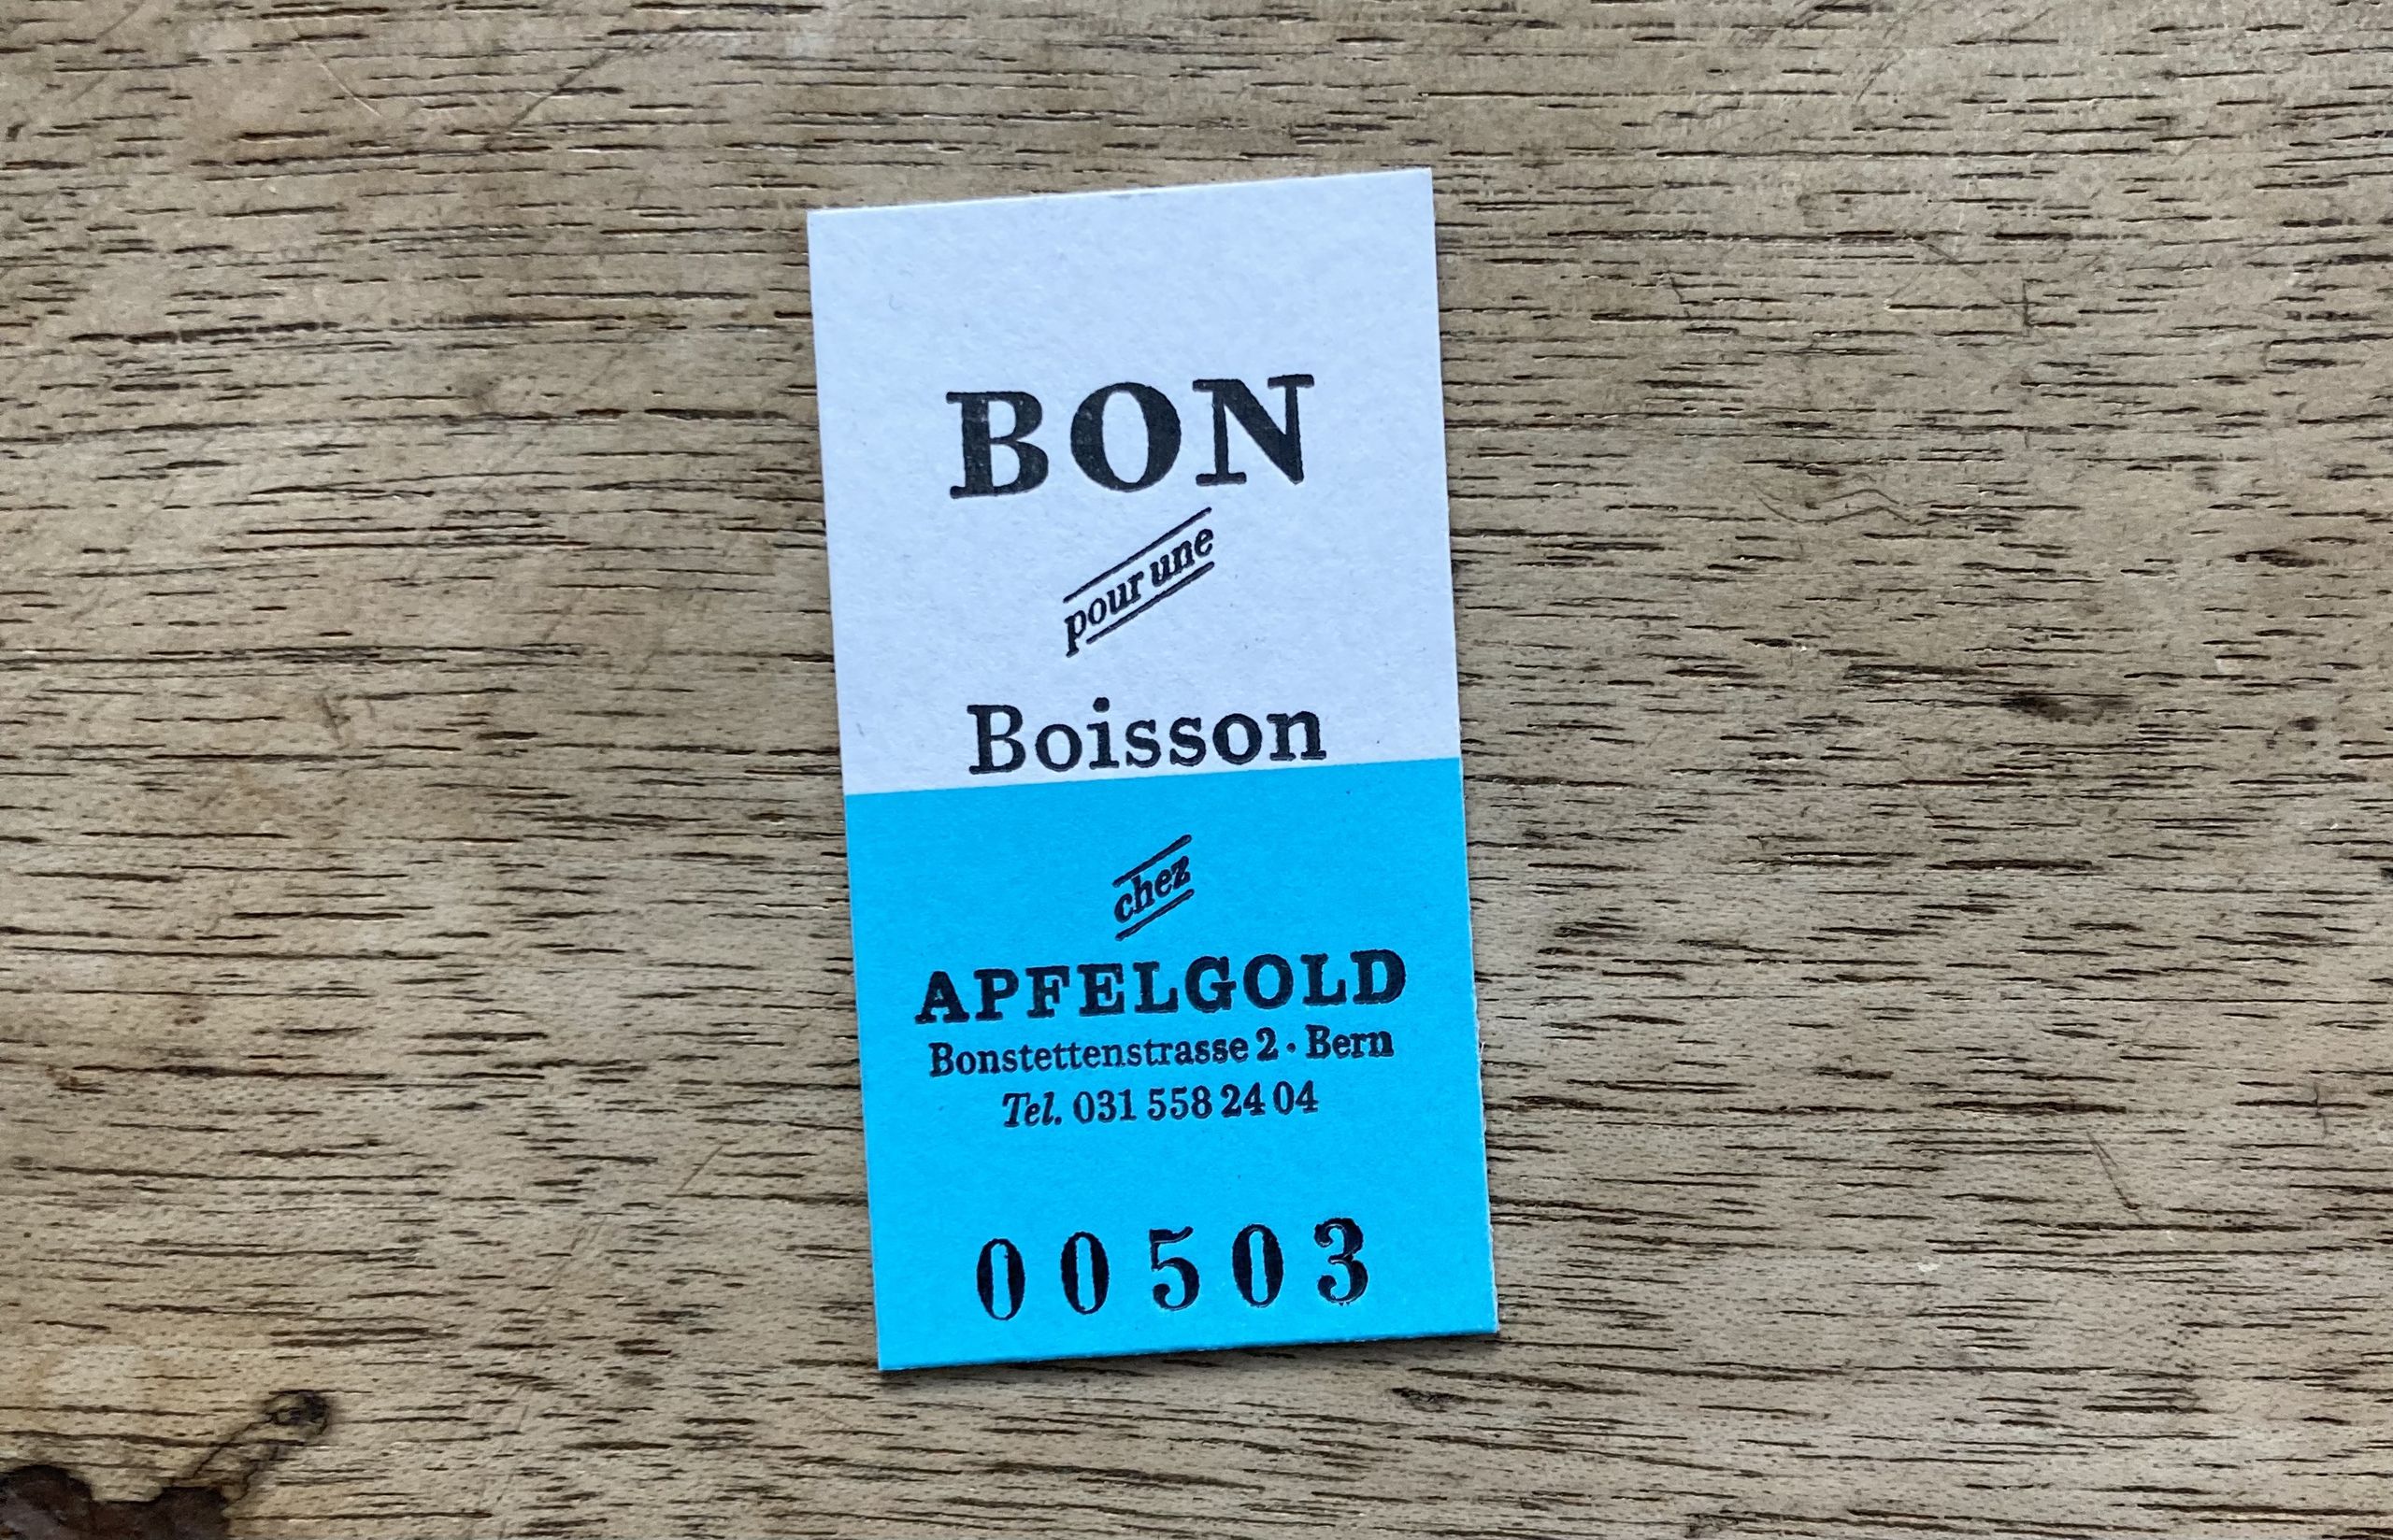 BON
pour une
Boisson
chez
APFELGOLD
Bonstettenstrasse 2 · Bern
Tel. 031 558 24 04
00503